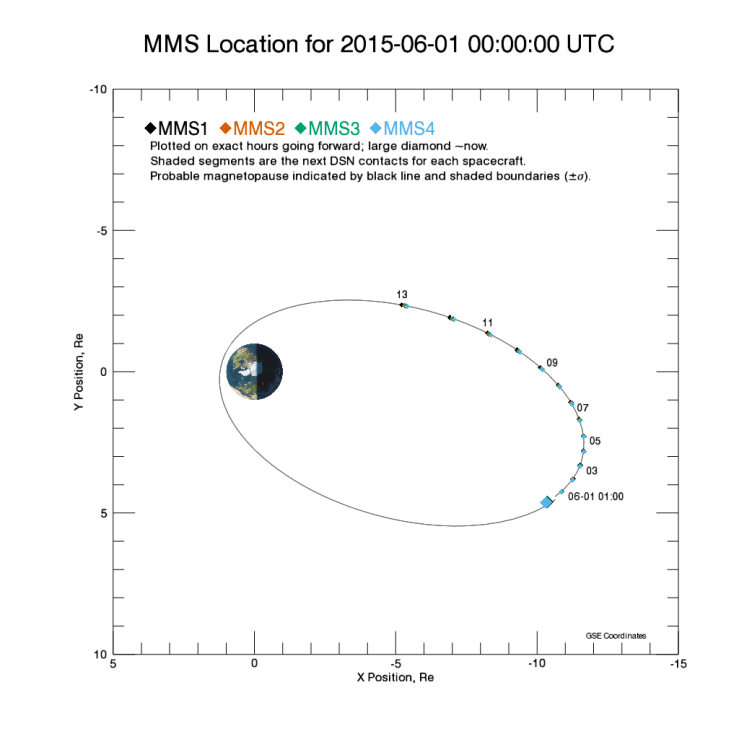 MMS Location for 2015-06-01 00:00:00 UTC
-10
◆MMS1 ◆MMS2 ◆MMS3 ◆MMS4
Plotted on exact hours going forward; large diamond ~now.
Shaded segments are the next DSN contacts for each spacecraft.
Probable magnetopause indicated by black line and shaded boundaries (±σ).
-5
13
11
09
0
07
05
03
06-01 01:00
5
GSE Coordinates
10
Y Position, Re
5 0 -5 -10 -15
X Position, Re